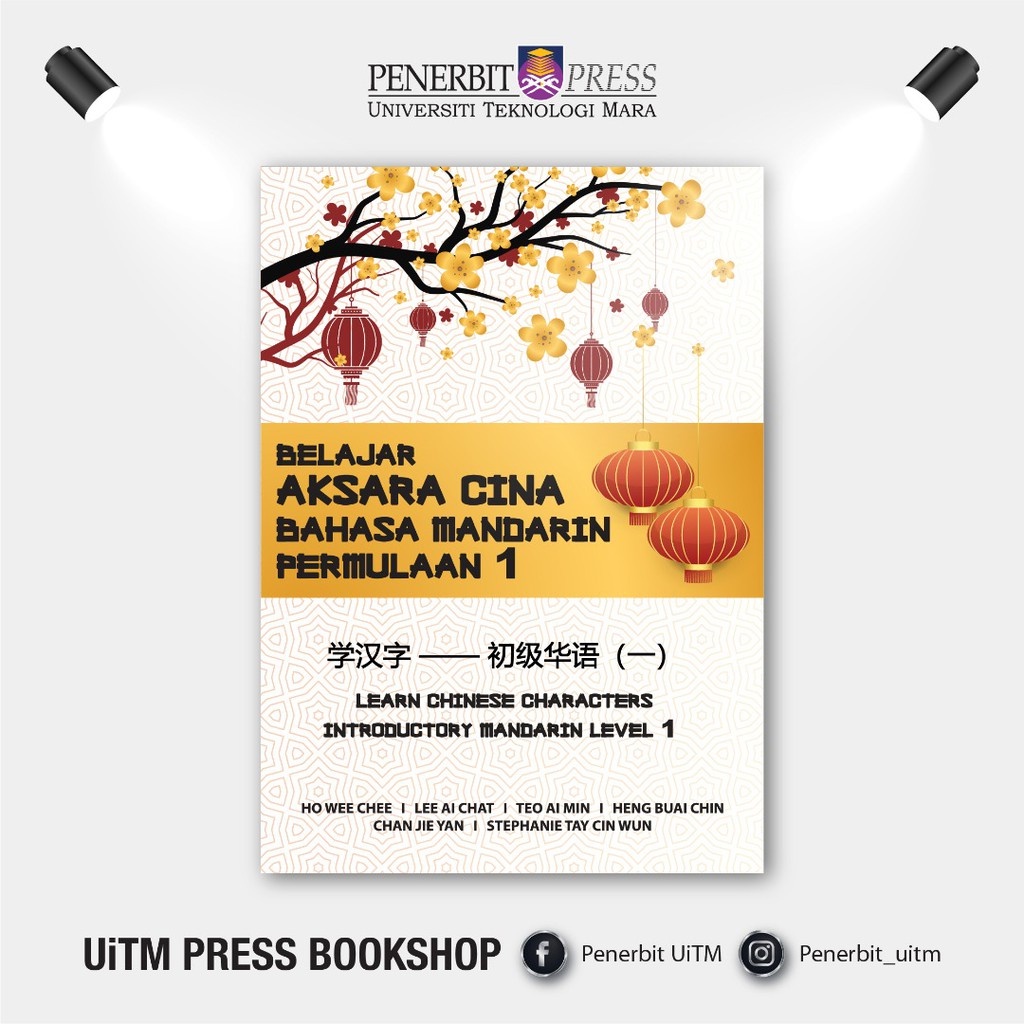 PENERBIT PRESS
UNIVERSITI TEKNOLOGI MARA
BELAJAR
AKSARA CINA
BAHASA MANDARIN
PERMULAAN 1
学汉字 —— 初级华语（一）
LEARN CHINESE CHARACTERS
INTRODUCTORY MANDARIN LEVEL 1
HO WEE CHEE I LEE AI CHAT I TEO AI MIN I HENG BUAI CHIN
CHAN JIE YAN I STEPHANIE TAY CIN WUN
UiTM PRESS BOOKSHOP f Penerbit UiTM Penerbit_uitm